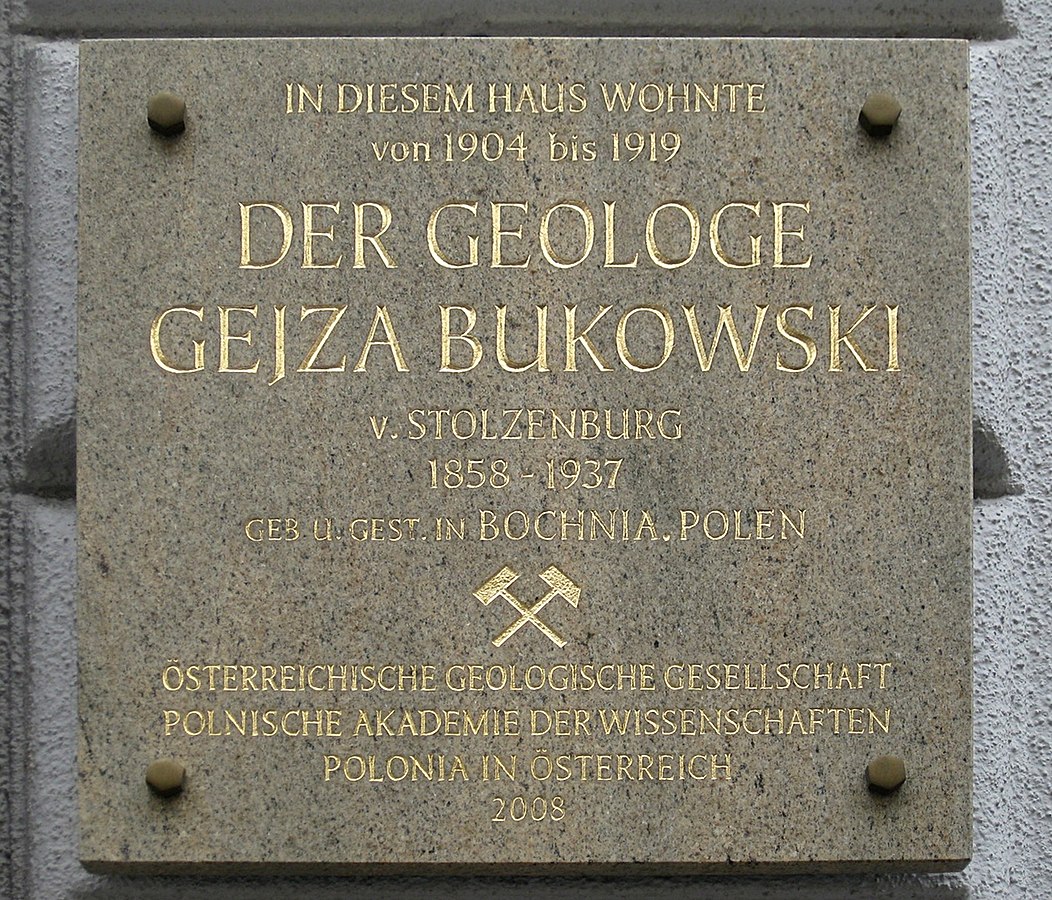 IN DIESEM HAUS WOHNTE
von 1904 bis 1919
DER GEOLOGE
GEJZA BUKOWSKI
v. STOLZENBURG
1858 - 1937
GEB U. GEST. IN BOCHNIA. POLEN
ÖSTERREICHISCHE GEOLOGISCHE GESELLSCHAFT
POLNISCHE AKADEMIE DER WISSENSCHAFTEN
POLONIA IN ÖSTERREICH
2008